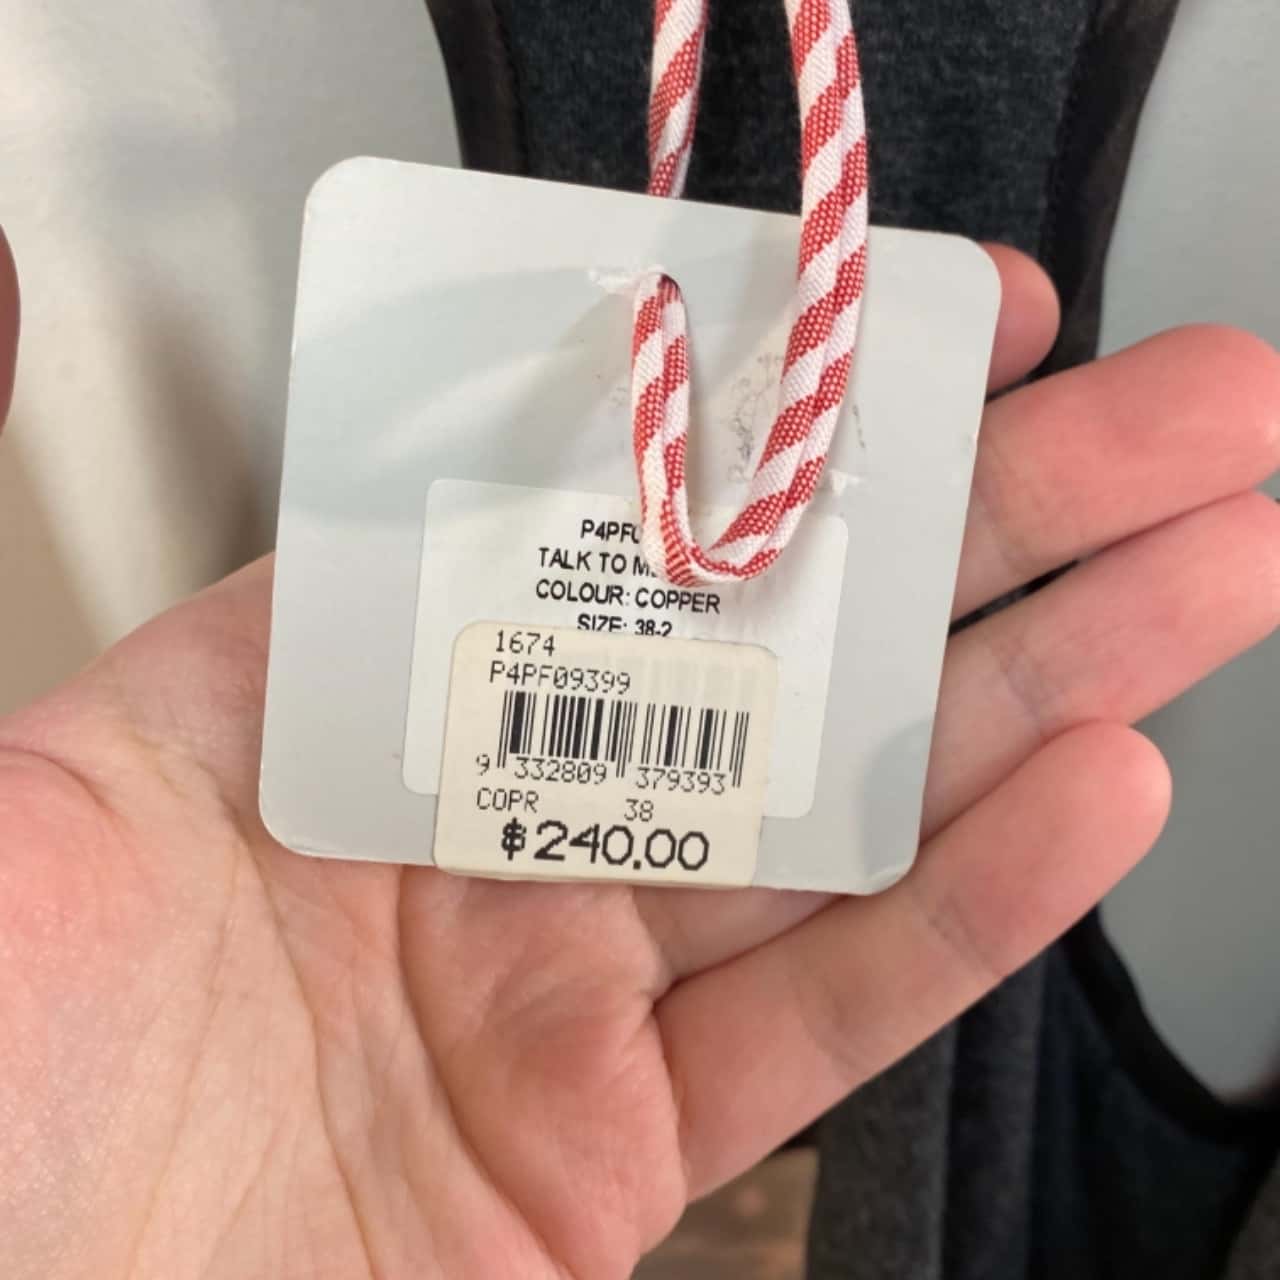 P4PF0
TALK TO M
COLOUR: COPPER
SIZE: 38-2
1674
P4PF09399
9 332809 379393
COPR 38
$240.00